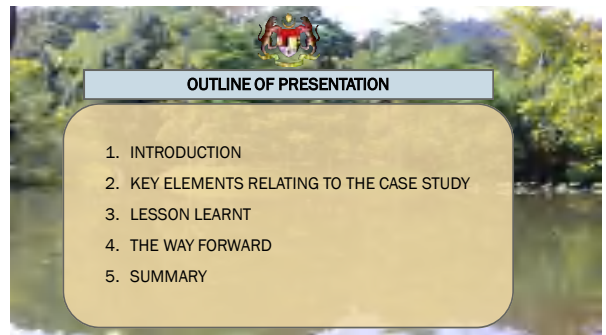 OUTLINE OF PRESENTATION
1. INTRODUCTION
2. KEY ELEMENTS RELATING TO THE CASE STUDY
3. LESSON LEARNT
4. THE WAY FORWARD
5. SUMMARY